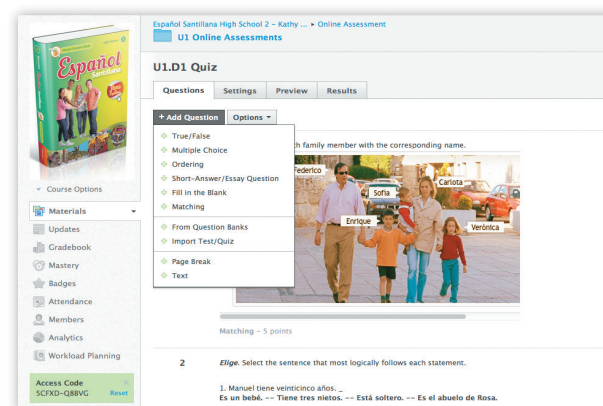 Español Santillana High School 2 – Kathy ... ▸ Online Assessment
U1 Online Assessments
U1.D1 Quiz
Questions Settings Preview Results
+ Add Question Options
True/False
Multiple Choice
Ordering
Short-Answer/Essay Question
Fill in the Blank
Matching
From Question Banks
Import Test/Quiz
Page Break
Text
ch family member with the corresponding name.
Federico
Sofía
Carlota
Enrique
Verónica
Matching – 5 points
2 Elige. Select the sentence that most logically follows each statement.
1. Manuel tiene veinticinco años. _
Es un bebé. –– Tiene tres nietos. –– Está soltero. –– Es el abuelo de Rosa.
Español
Santillana
Course Options
Materials
Updates
Gradebook
Mastery
Badges
Attendance
Members
Analytics
Workload Planning
Access Code
5CFXD-Q8BVG Reset